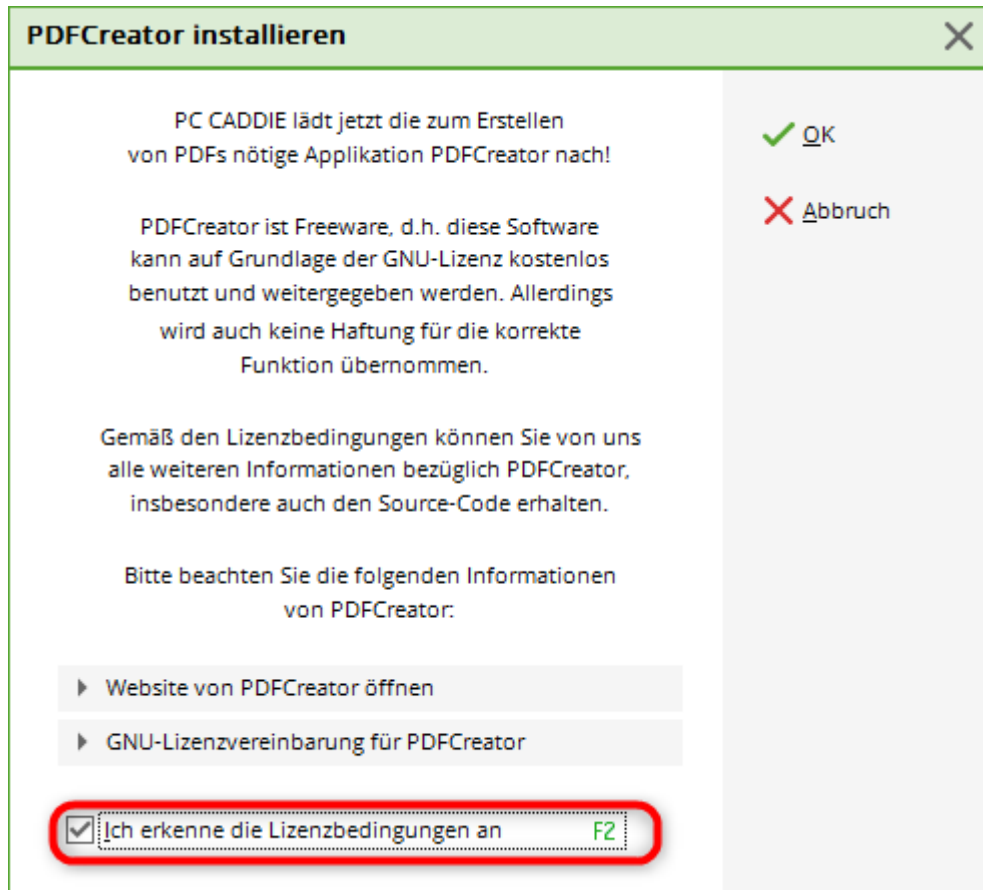 PDFCreator installieren
PC CADDIE lädt jetzt die zum Erstellen
von PDFs nötige Applikation PDFCreator nach!
PDFCreator ist Freeware, d.h. diese Software
kann auf Grundlage der GNU-Lizenz kostenlos
benutzt und weitergegeben werden. Allerdings
wird auch keine Haftung für die korrekte
Funktion übernommen.
Gemäß den Lizenzbedingungen können Sie von uns
alle weiteren Informationen bezüglich PDFCreator,
insbesondere auch den Source-Code erhalten.
Bitte beachten Sie die folgenden Informationen
von PDFCreator:
Website von PDFCreator öffnen
GNU-Lizenzvereinbarung für PDFCreator
Ich erkenne die Lizenzbedingungen an F2
OK
Abbruch